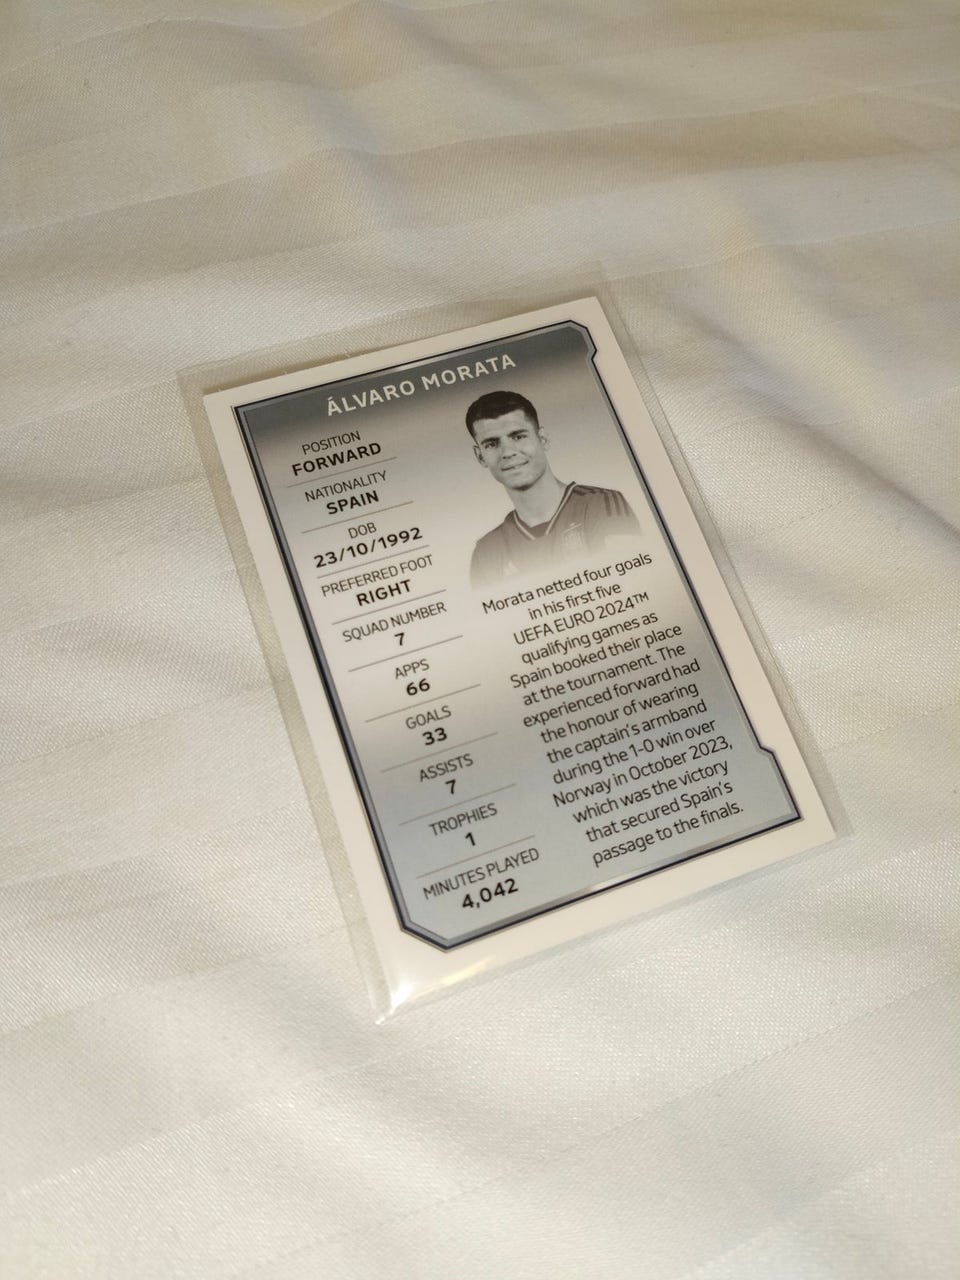 ÁLVARO MORATA
POSITION
FORWARD
NATIONALITY
SPAIN
DOB
23/10/1992
PREFERRED FOOT
RIGHT
SQUAD NUMBER
7
APPS
66
GOALS
33
ASSISTS
7
TROPHIES
1
MINUTES PLAYED
4,042
Morata netted four goals
in his first five
UEFA EURO 2024™
qualifying games as
Spain booked their place
at the tournament. The
experienced forward had
the honour of wearing
the captain's armband
during the 1-0 win over
Norway in October 2023,
which was the victory
that secured Spain's
passage to the finals.